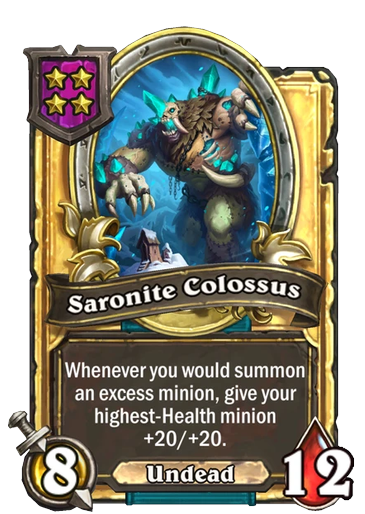 Saronite Colossus
Whenever you would summon
an excess minion, give your
highest-Health minion
+20/+20.
8
Undead
12